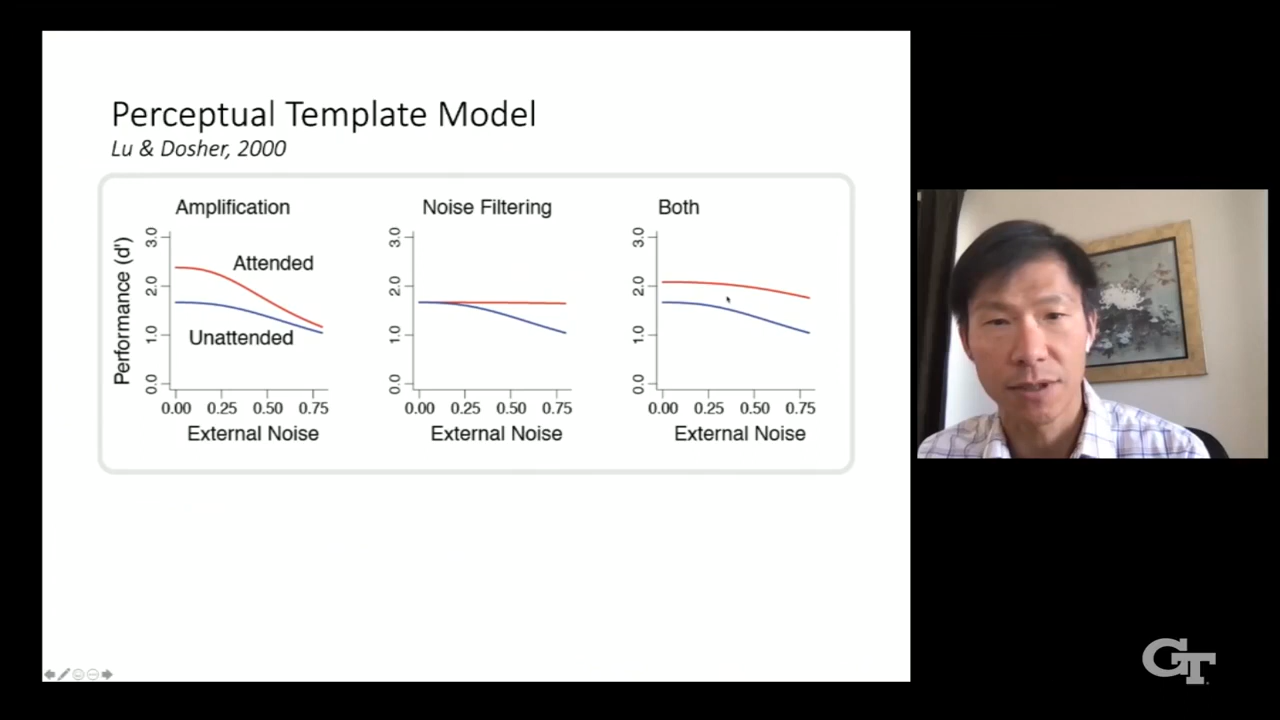 Perceptual Template Model
Lu & Dosher, 2000
Amplification
Noise Filtering
Both
Performance (d')
3.0
2.0
1.0
0.0
Attended
Unattended
0.00 0.25 0.50 0.75
External Noise
3.0
2.0
1.0
0.0
0.00 0.25 0.50 0.75
External Noise
3.0
2.0
1.0
0.0
0.00 0.25 0.50 0.75
External Noise
GT